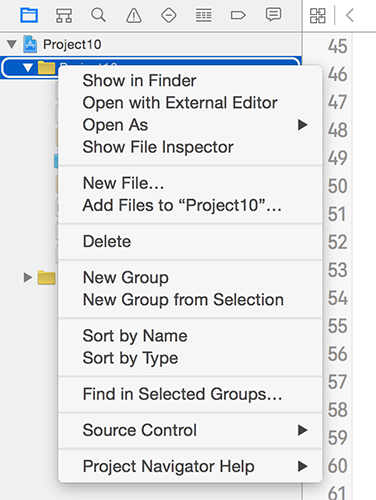 Project10
Project10
45
46
47
48
49
50
51
52
53
54
55
56
57
58
59
60
61
Show in Finder
Open with External Editor
Open As
Show File Inspector
New File…
Add Files to “Project10”…
Delete
New Group
New Group from Selection
Sort by Name
Sort by Type
Find in Selected Groups…
Source Control
Project Navigator Help